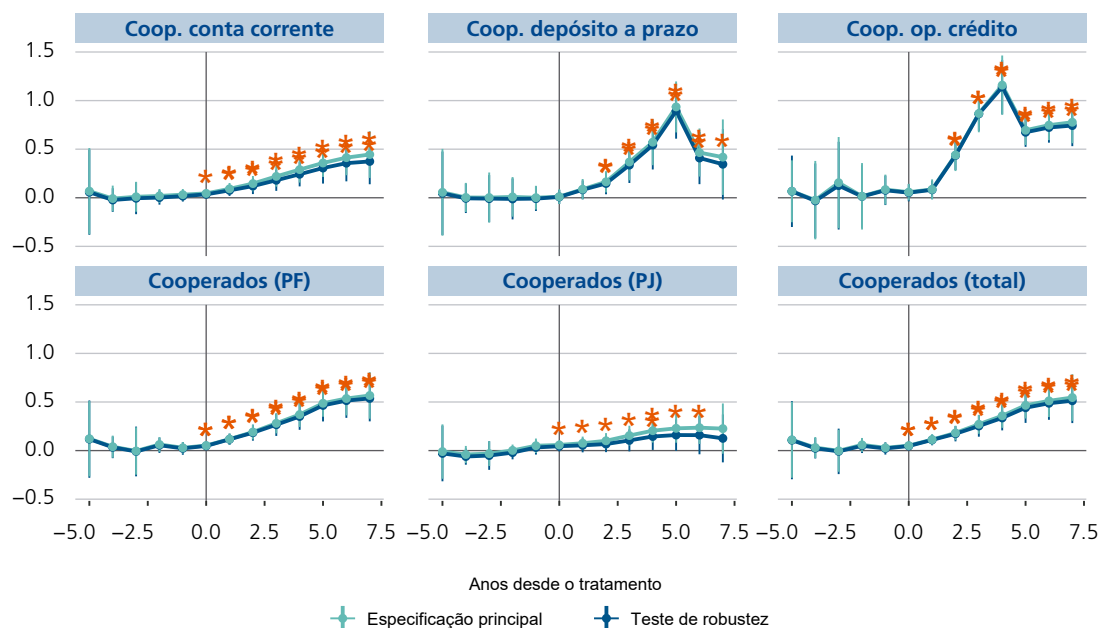 Coop. conta corrente
Coop. depósito a prazo
Coop. op. crédito
1.5
1.0
0.5
0.0
−0.5
Cooperados (PF)
Cooperados (PJ)
Cooperados (total)
1.5
1.0
0.5
0.0
−0.5
−5.0 −2.5 0.0 2.5 5.0 7.5
−5.0 −2.5 0.0 2.5 5.0 7.5
−5.0 −2.5 0.0 2.5 5.0 7.5
Anos desde o tratamento
Especificação principal
Teste de robustez